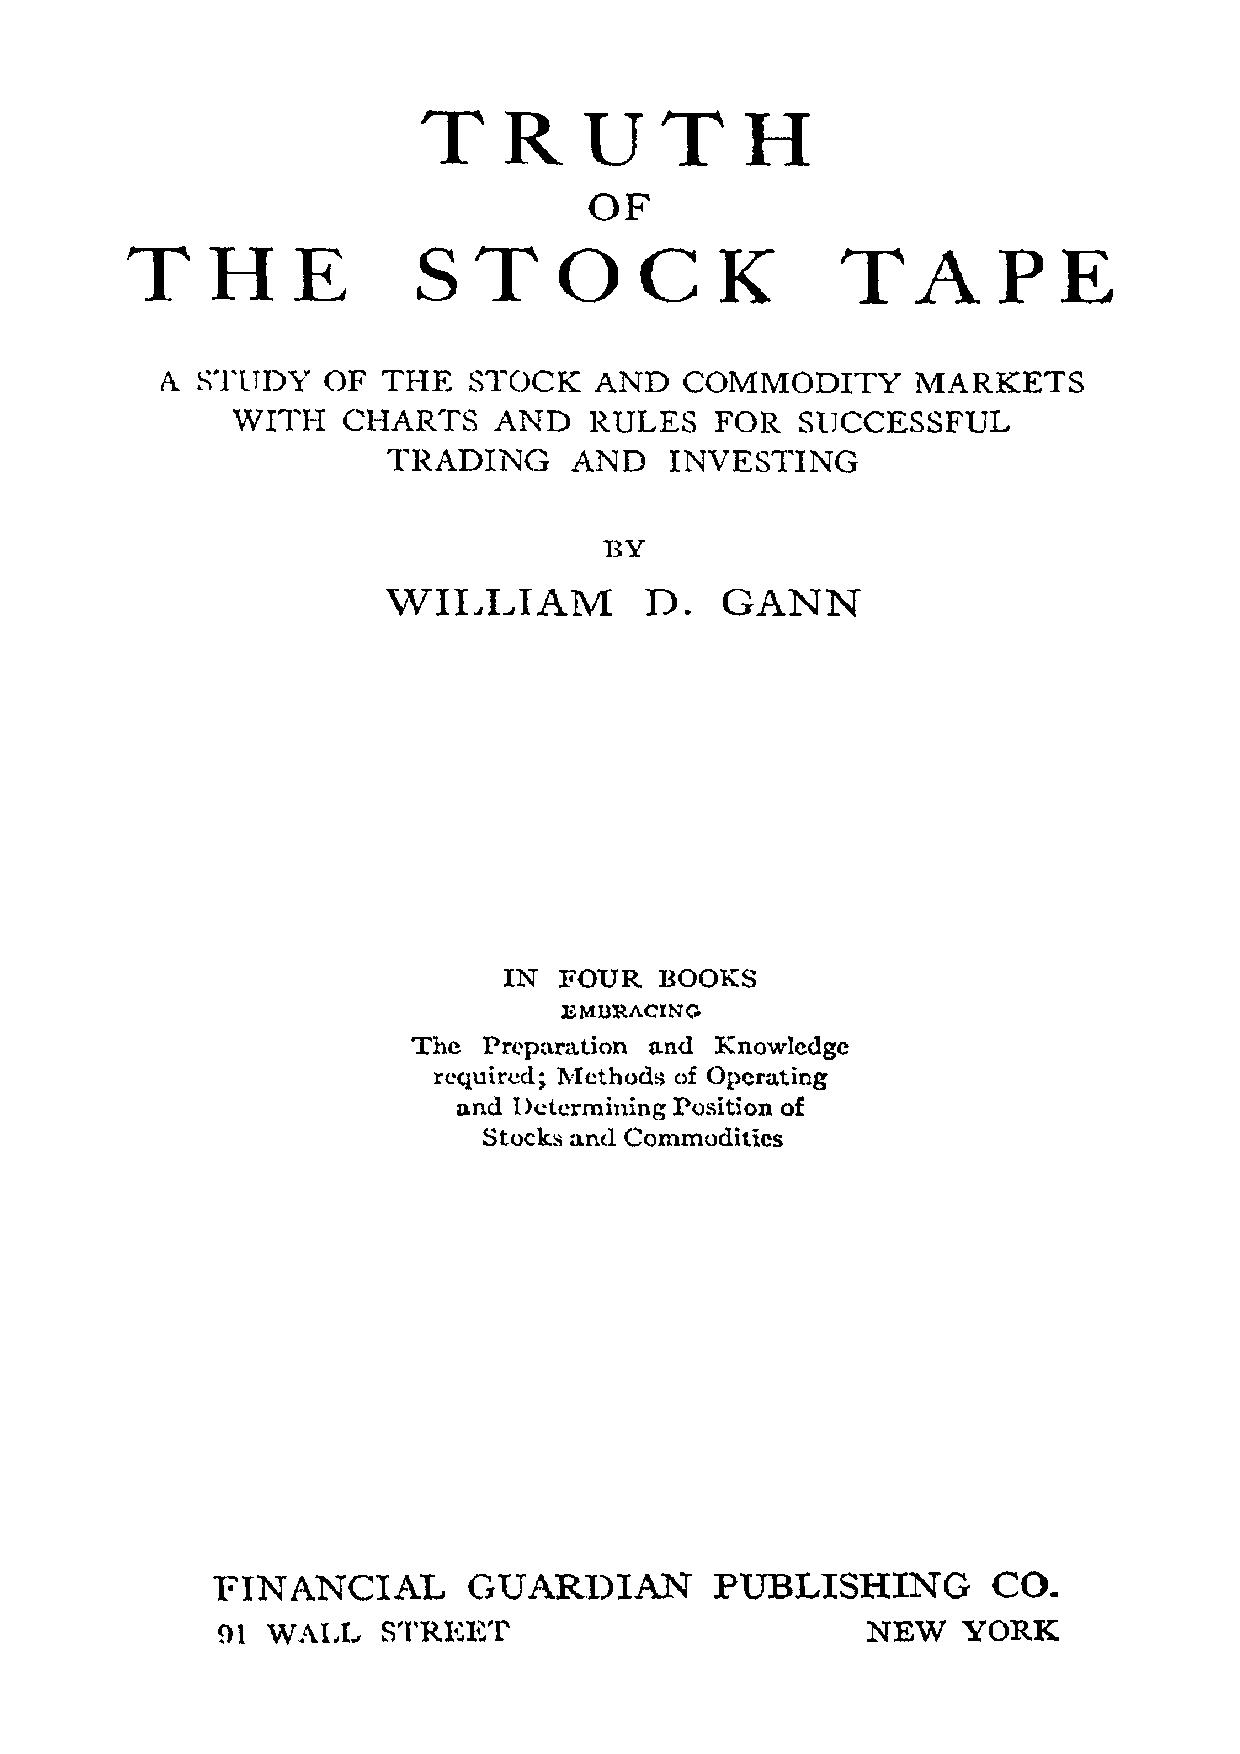 TRUTH
OF
THE STOCK TAPE
A STUDY OF THE STOCK AND COMMODITY MARKETS
WITH CHARTS AND RULES FOR SUCCESSFUL
TRADING AND INVESTING
BY
WILLIAM D. GANN
IN FOUR BOOKS
EMBRACING
The Preparation and Knowledge
required; Methods of Operating
and Determining Position of
Stocks and Commodities
FINANCIAL GUARDIAN PUBLISHING CO.
91 WALL STREET NEW YORK